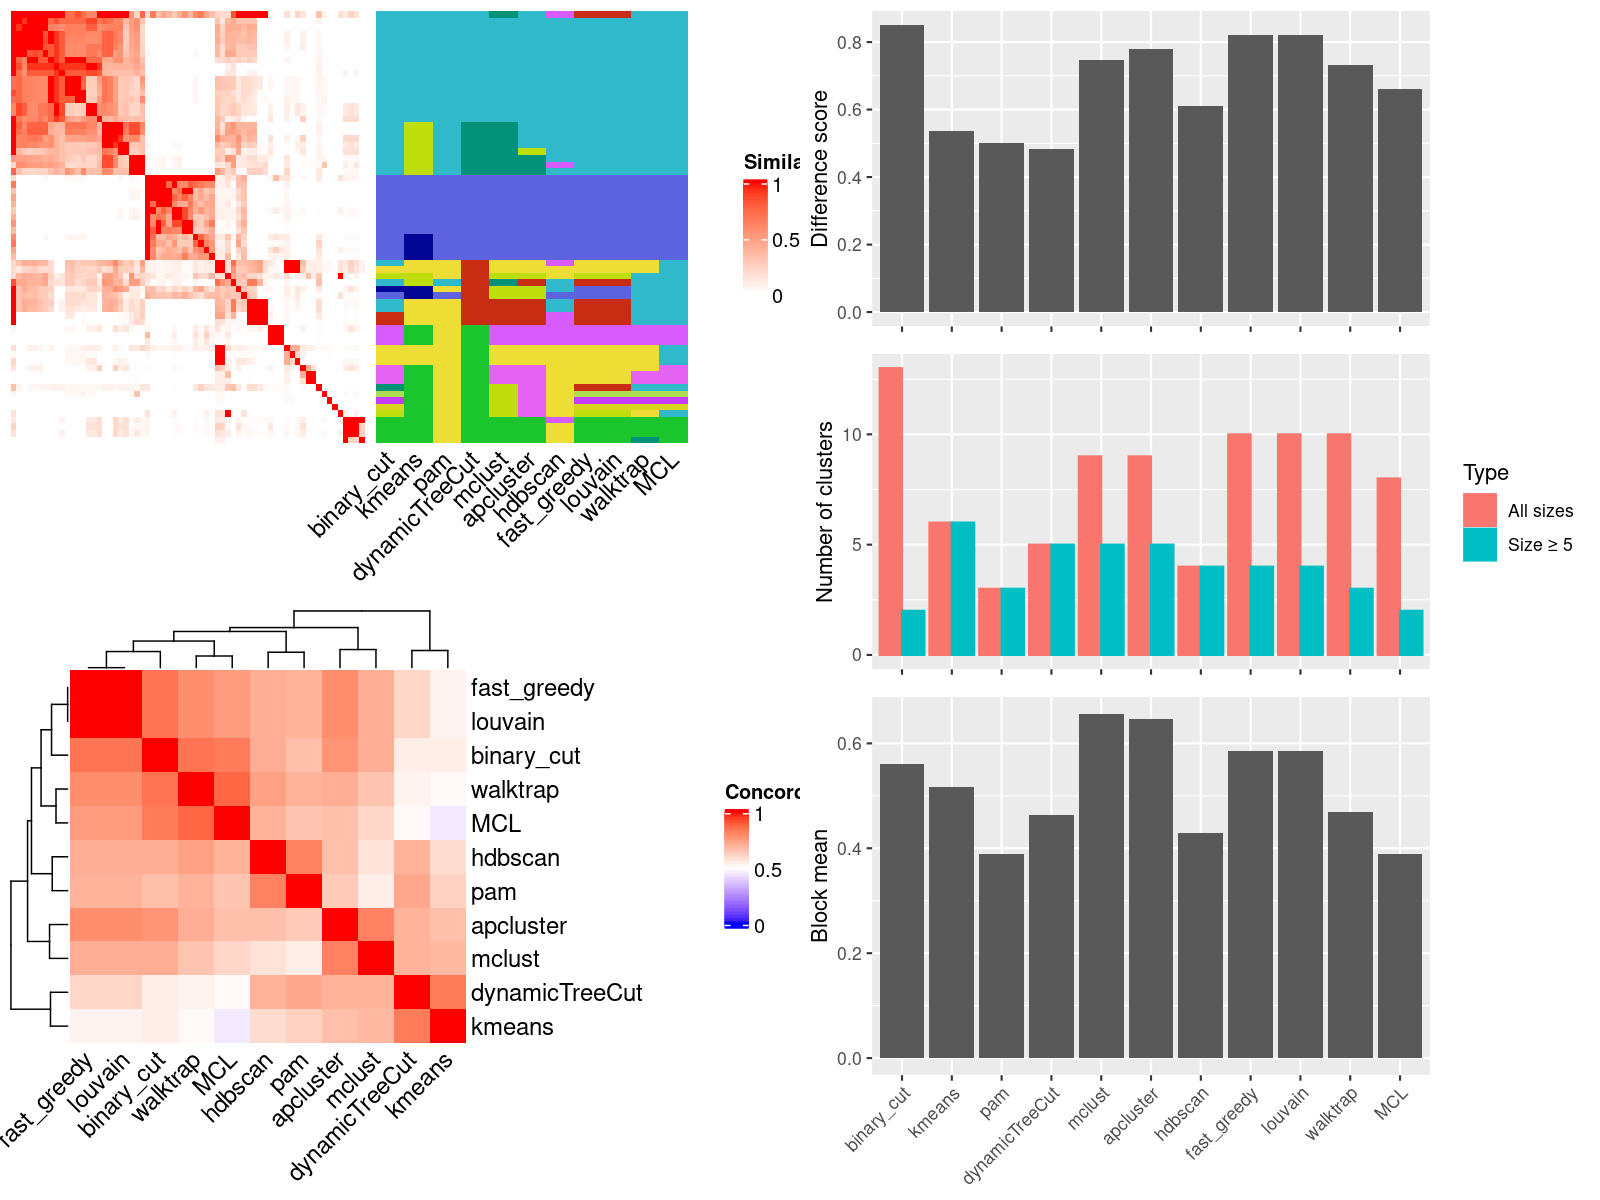 Simila
1
0.5
0
binary_cut
kmeans
pam
dynamicTreeCut
mclust
apcluster
hdbscan
fast_greedy
louvain
walktrap
MCL
fast_greedy
louvain
binary_cut
walktrap
MCL
hdbscan
pam
apcluster
mclust
dynamicTreeCut
kmeans
fast_greedy
louvain
binary_cut
walktrap
MCL
hdbscan
pam
apcluster
mclust
dynamicTreeCut
kmeans
Concord
1
0.5
0
Difference score
0.8
0.6
0.4
0.2
0.0
Number of clusters
10
5
0
Type
All sizes
Size ≥ 5
Block mean
0.6
0.4
0.2
0.0
binary_cut
kmeans
pam
dynamicTreeCut
mclust
apcluster
hdbscan
fast_greedy
louvain
walktrap
MCL